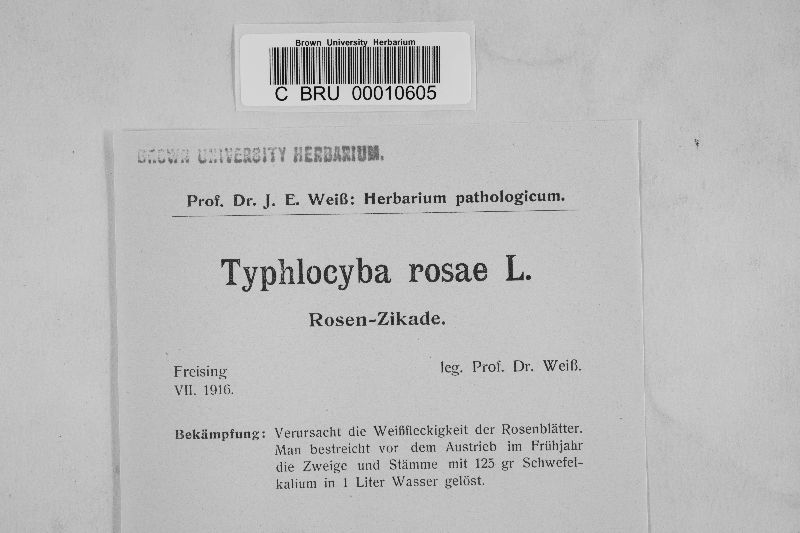 Brown University Herbarium
C BRU 00010605
BROWN UNIVERSITY HERBARIUM.
Prof. Dr. J. E. Weiß: Herbarium pathologicum.
Typhlocyba rosae L.
Rosen-Zikade.
Freising leg. Prof. Dr. Weiß.
VII. 1916.
Bekämpfung: Verursacht die Weißfleckigkeit der Rosenblätter.
Man bestreicht vor dem Austrieb im Frühjahr
die Zweige und Stämme mit 125 gr Schwefel-
kalium in 1 Liter Wasser gelöst.